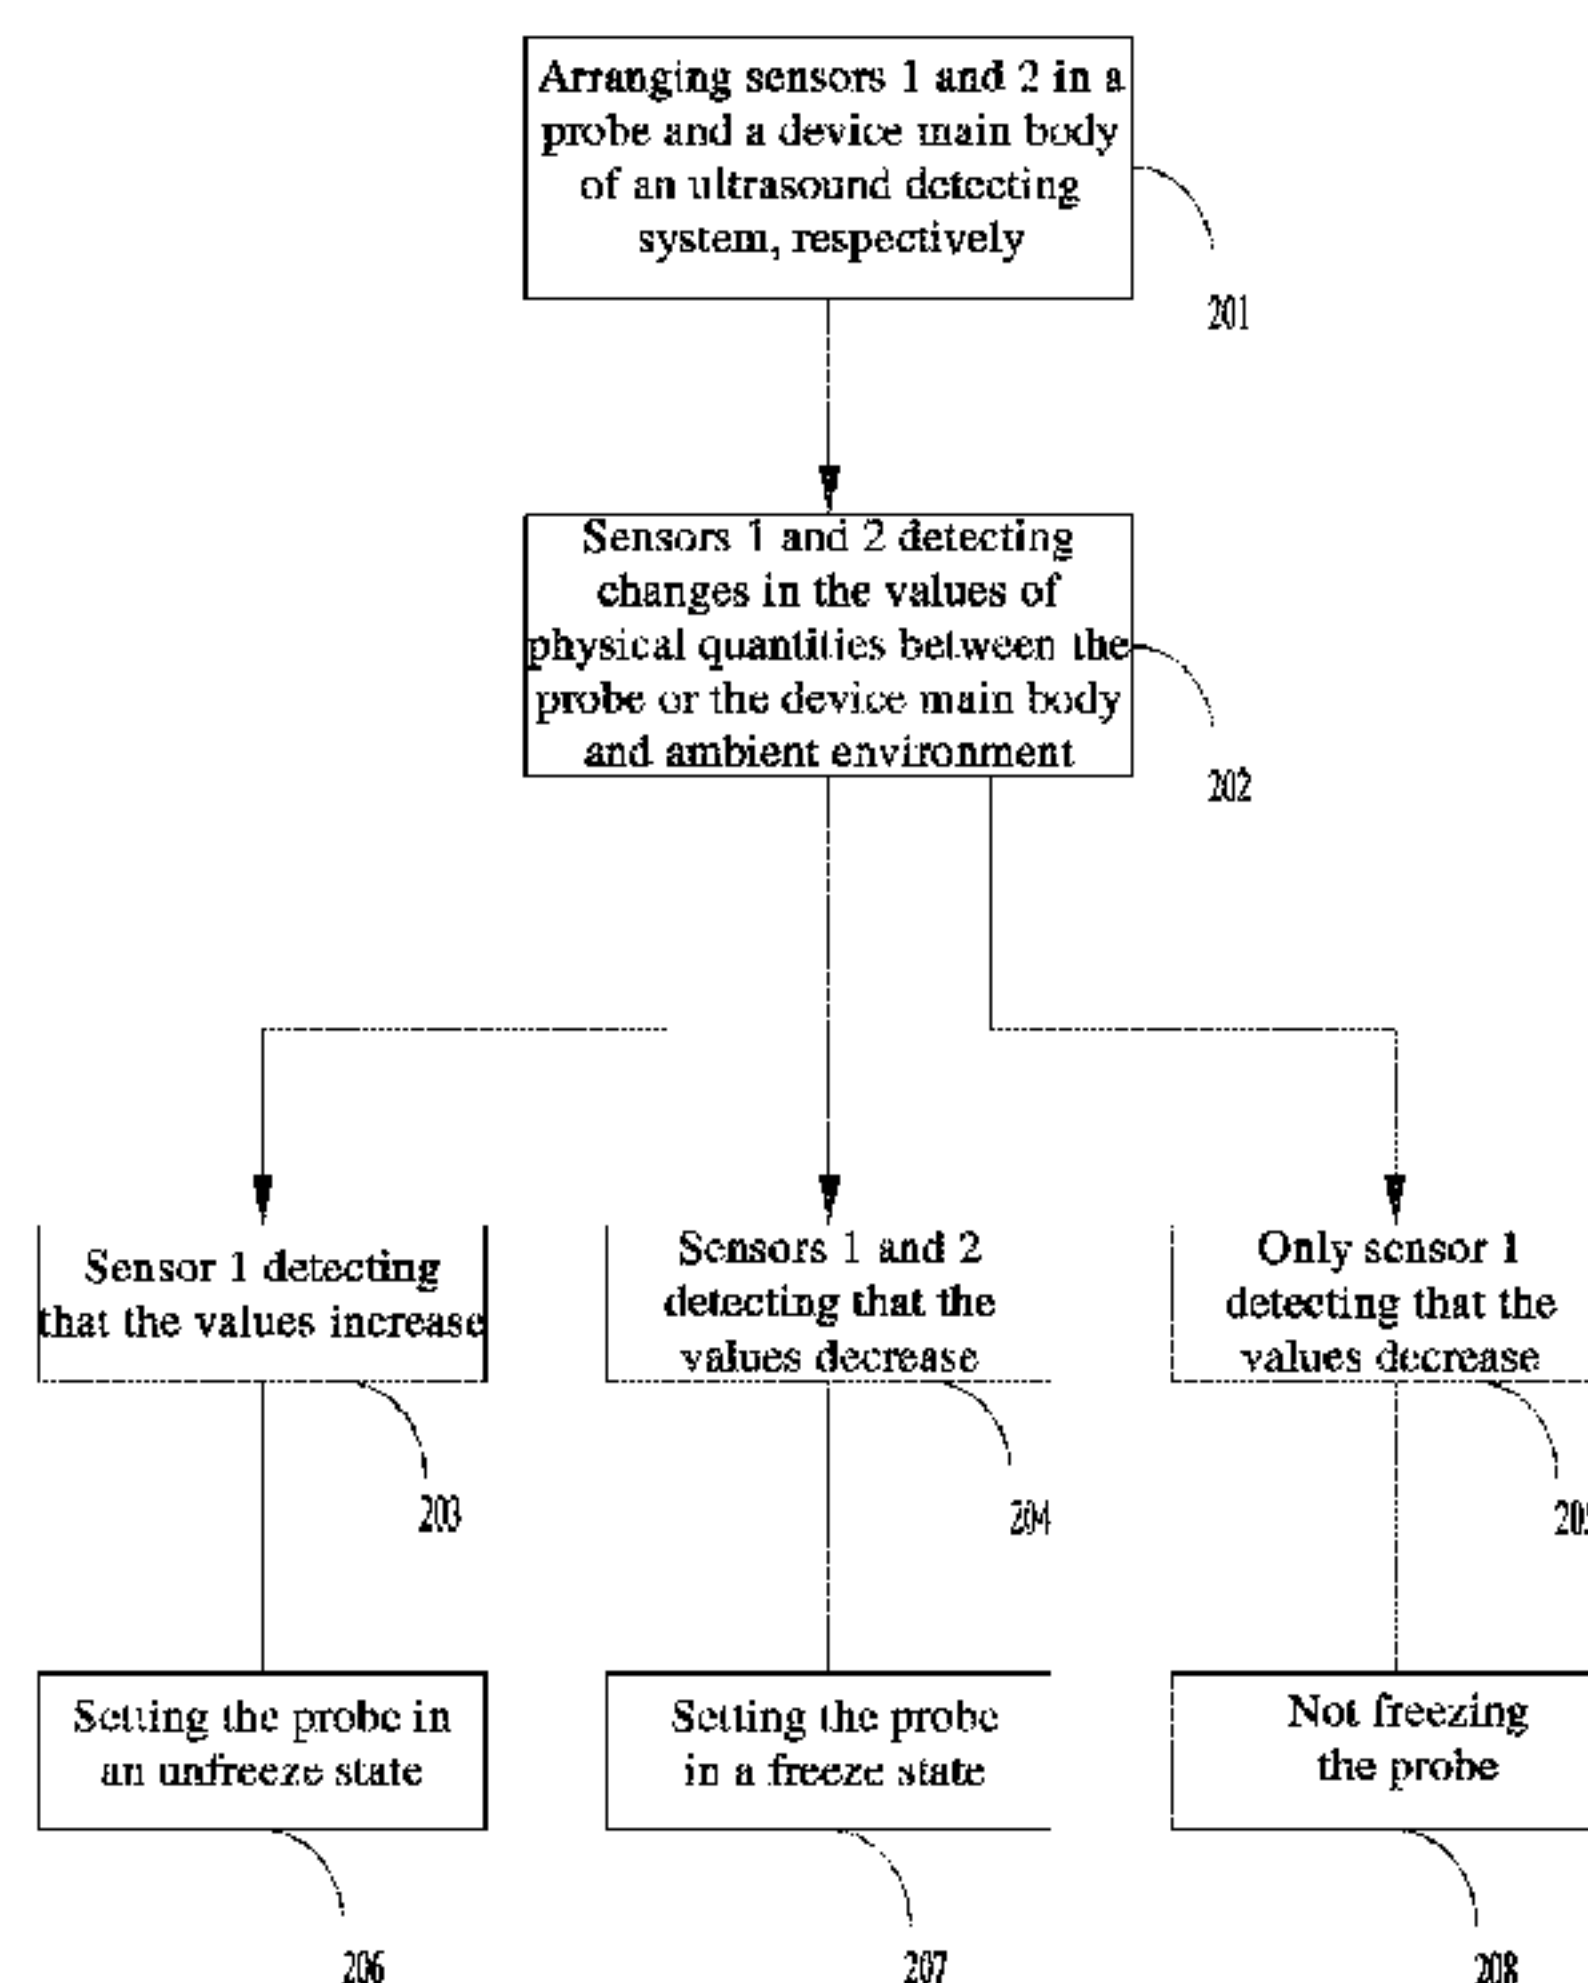 Arranging sensors 1 and 2 in a
probe and a device main body
of an ultrasound detecting
system, respectively
201
Sensors 1 and 2 detecting
changes in the values of
physical quantities between the
probe or the device main body
and ambient environment
202
Sensor 1 detecting
that the values increase
203
Sensors 1 and 2
detecting that the
values decrease
204
Only sensor 1
detecting that the
values decrease
Setting the probe in
an unfreeze state
206
Setting the probe
in a freeze state
207
Not freezing
the probe
208